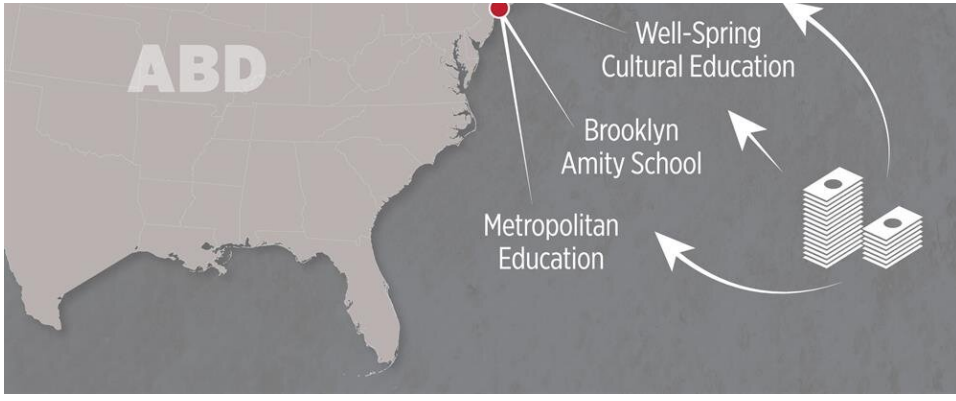 ABD
Well-Spring
Cultural Education
Brooklyn
Amity School
Metropolitan
Education